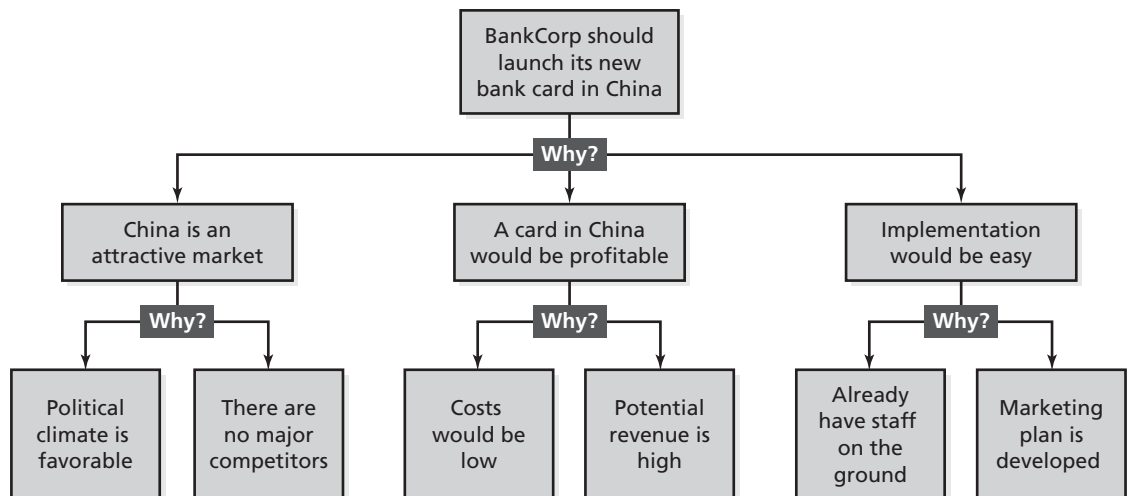 BankCorp should
launch its new
bank card in China
Why?
China is an
attractive market
A card in China
would be profitable
Implementation
would be easy
Why?
Why?
Why?
Political
climate is
favorable
There are
no major
competitors
Costs
would be
low
Potential
revenue is
high
Already
have staff
on the
ground
Marketing
plan is
developed